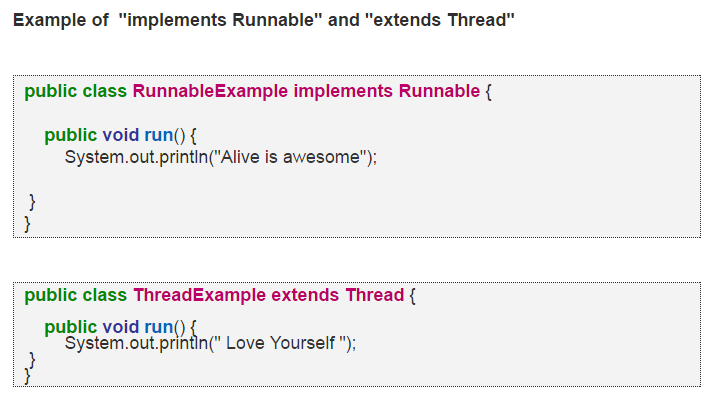 Example of "implements Runnable" and "extends Thread"
public class RunnableExample implements Runnable {
public void run() {
System.out.println("Alive is awesome");
}
}
public class ThreadExample extends Thread {
public void run() {
System.out.println(" Love Yourself ");
}
}